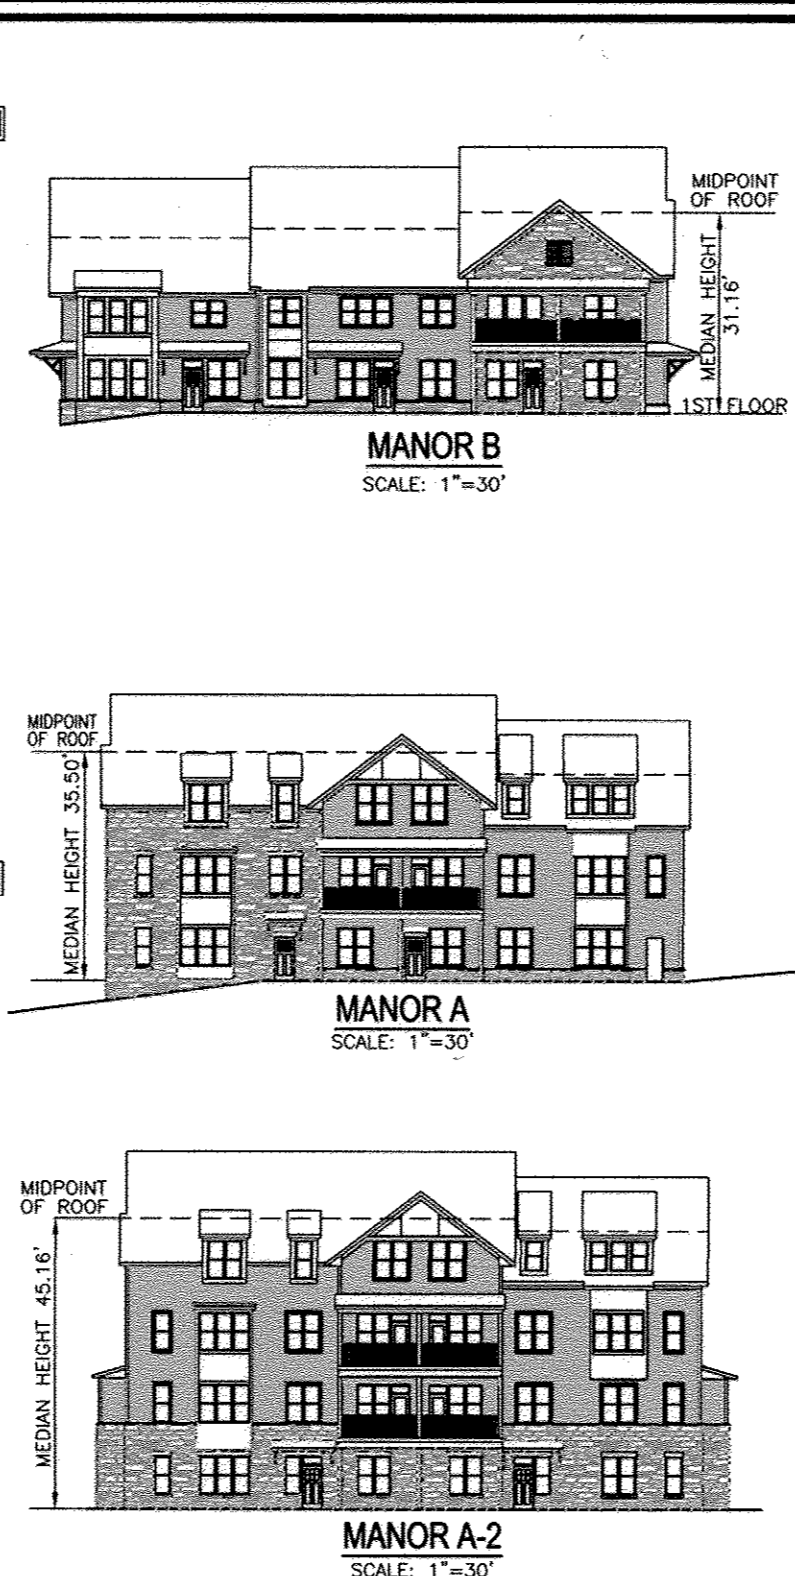 MIDPOINT
OF ROOF
MEDIAN HEIGHT
31.16'
1ST FLOOR
MANOR B
SCALE: 1"=30'
MIDPOINT
OF ROOF
MEDIAN HEIGHT 35.50'
MANOR A
SCALE: 1"=30'
MIDPOINT
OF ROOF
MEDIAN HEIGHT 45.16'
MANOR A-2
SCALE: 1"=30'